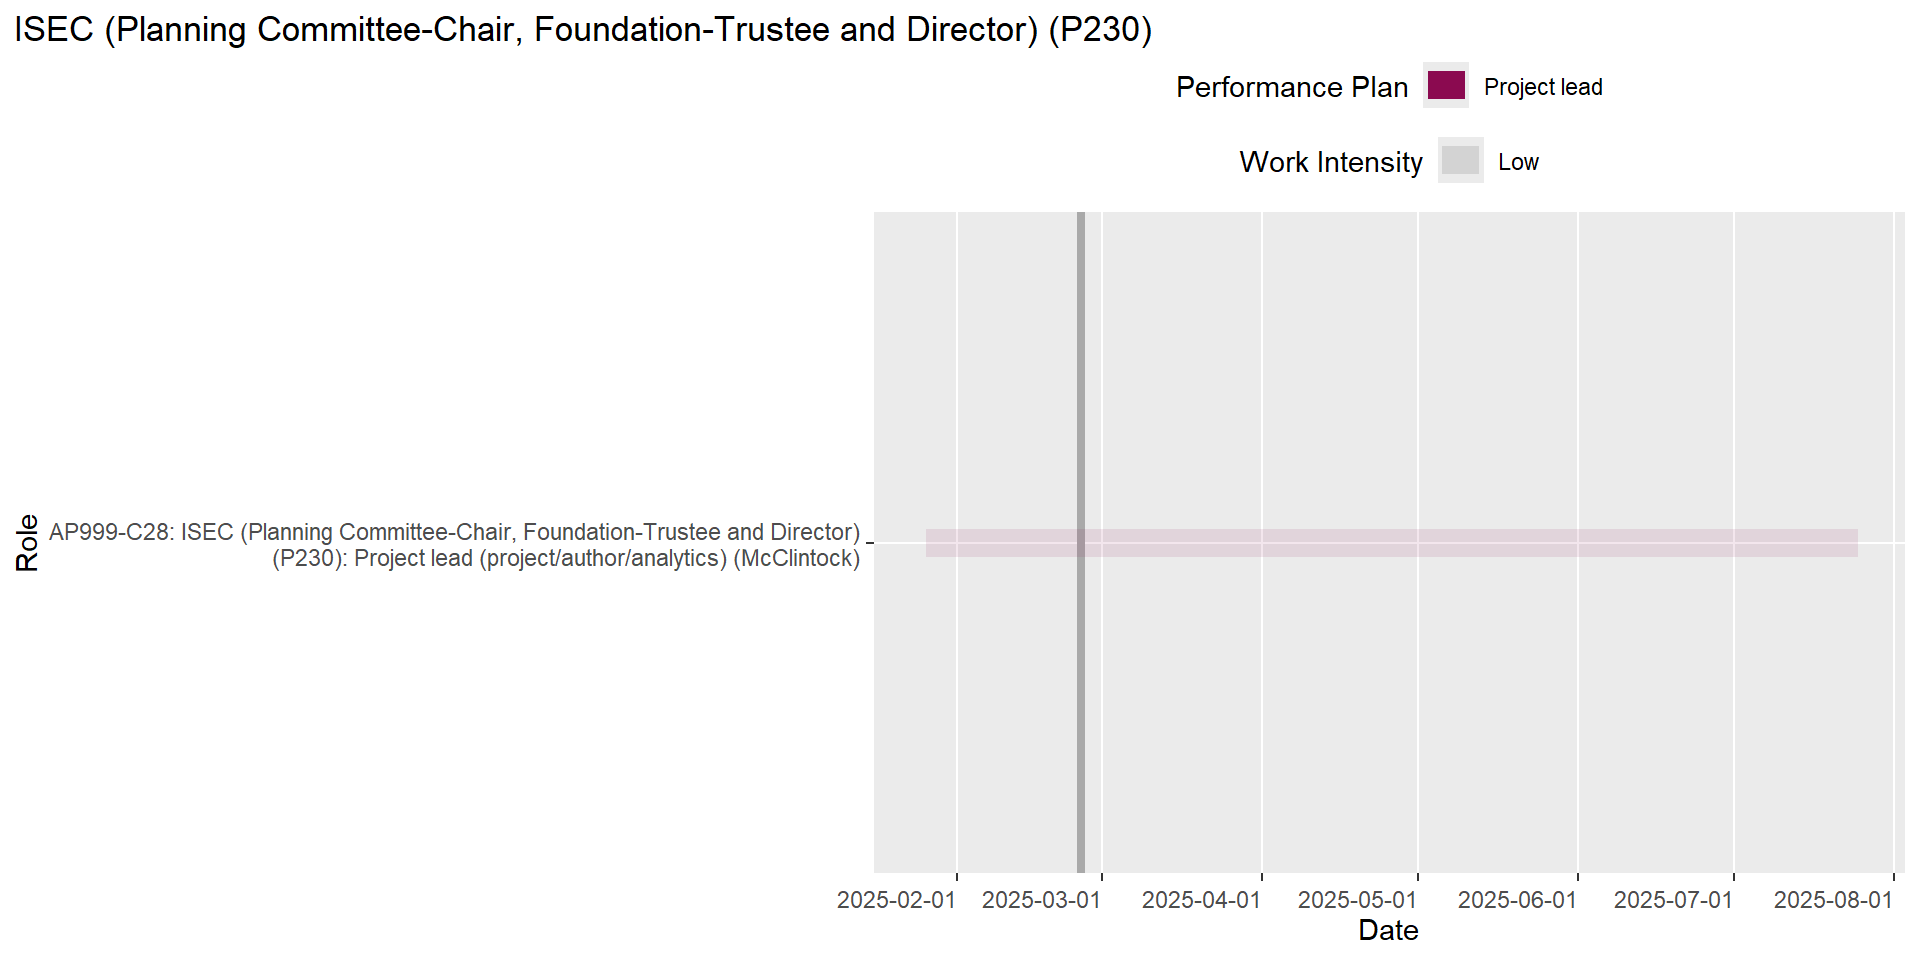 ISEC (Planning Committee-Chair, Foundation-Trustee and Director) (P230)
Performance Plan
Project lead
Work Intensity
Low
Role
AP999-C28: ISEC (Planning Committee-Chair, Foundation-Trustee and Director)
(P230): Project lead (project/author/analytics) (McClintock)
2025-02-01
2025-03-01
2025-04-01
2025-05-01
2025-06-01
2025-07-01
2025-08-01
Date